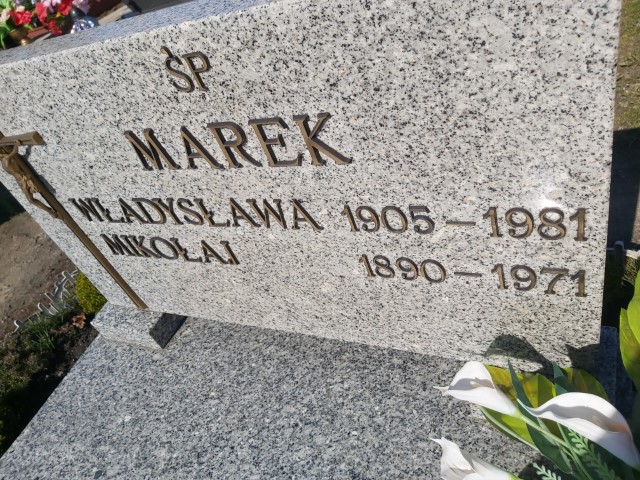 ŚP
MAREK
WŁADYSŁAWA 1905 – 1981
MIKOŁAJ 1890 – 1971